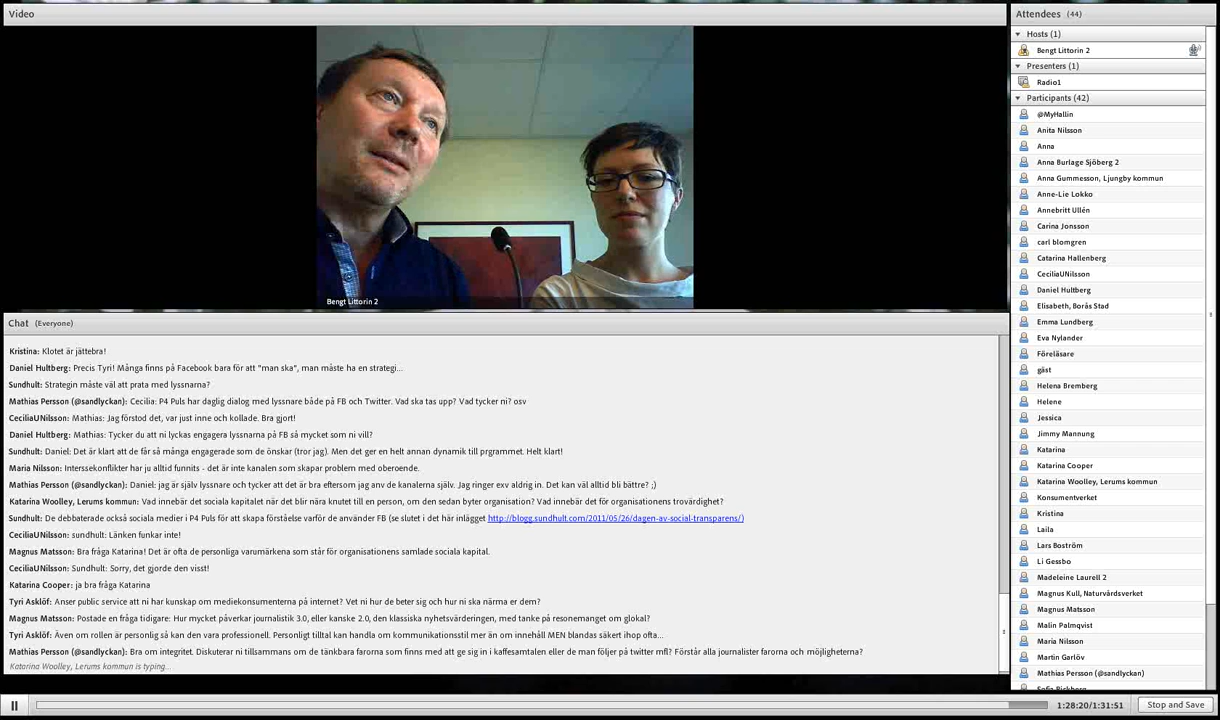 Video
Bengt Littorin 2
Chat (Everyone)
Kristina: Klotet är jättebra!
Daniel Hultberg: Precis Tyri! Många finns på Facebook bara för att "man ska", man måste ha en strategi...
Sundhult: Strategin måste väl att prata med lyssnarna?
Mathias Persson (@sandlyckan): Cecilia: P4 Puls har daglig dialog med lyssnare både på FB och Twitter. Vad ska tas upp? Vad tycker ni? osv
CeciliaUNilsson: Mathias: Jag förstod det, var just inne och kollade. Bra gjort!
Daniel Hultberg: Mathias: Tycker du att ni lyckas engagera lyssnarna på FB så mycket som ni vill?
Sundhult: Daniel: Det är klart att de får så många engagerade som de önskar (tror jag). Men det ger en helt annan dynamik till prgrammet. Helt klart!
Maria Nilsson: Interssekonflikter har ju alltid funnits - det är inte kanalen som skapar problem med oberoende.
Mathias Persson (@sandlyckan): Daniel: jag är själv lyssnare och tycker att det är bra eftersom jag anv de kanalerna själv. Jag ringer exv aldrig in. Det kan väl alltid bli bättre? ;)
Katarina Woolley, Lerums kommun: Vad innebär det sociala kapitalet när det blir nära knutet till en person, om den sedan byter organisation? Vad innebär det för organisationens trovärdighet?
Sundhult: De debbaterade också sociala medier i P4 Puls för att skapa förståelse varför de använder FB (se slutet i det här inlägget http://blogg.sundhult.com/2011/05/26/dagen-av-social-transparens/)
CeciliaUNilsson: sundhult: Länken funkar inte!
Magnus Matsson: Bra fråga Katarina! Det är ofta de personliga varumärkena som står för organisationens samlade sociala kapital.
CeciliaUNilsson: Sundhult: Sorry, det gjorde den visst!
Katarina Cooper: ja bra fråga Katarina
Tyri Asklöf: Anser public service att ni har kunskap om mediekonsumenterna på internet? Vet ni hur de beter sig och hur ni ska närma er dem?
Magnus Matsson: Postade en fråga tidigare: Hur mycket påverkar journalistik 3.0, eller kanske 2.0, den klassiska nyhetsvärderingen, med tanke på resonemanget om glokal?
Tyri Asklöf: Även om rollen är personlig så kan den vara professionell. Personligt tilltal kan handla om kommunikationsstil mer än om innehåll MEN blandas säkert ihop ofta...
Mathias Persson (@sandlyckan): Bra om integritet. Diskuterar ni tillsammans om de tänkbara farorna som finns med att ge sig in i kaffesamtalen eller de man följer på twitter mfl? Förstår alla journalister farorna och möjligheterna?
Katarina Woolley, Lerums kommun is typing...
Attendees (44)
Hosts (1)
Bengt Littorin 2
Presenters (1)
Radio1
Participants (42)
@MyHallin
Anita Nilsson
Anna
Anna Burlage Sjöberg 2
Anna Gummesson, Ljungby kommun
Anne-Lie Lokko
Annebritt Ullén
Carina Jonsson
carl blomgren
Catarina Hallenberg
CeciliaUNilsson
Daniel Hultberg
Elisabeth, Borås Stad
Emma Lundberg
Eva Nylander
Föreläsare
gäst
Helena Bremberg
Helene
Jessica
Jimmy Mannung
Katarina
Katarina Cooper
Katarina Woolley, Lerums kommun
Konsumentverket
Kristina
Laila
Lars Boström
Li Gessbo
Madeleine Laurell 2
Magnus Kull, Naturvårdsverket
Magnus Matsson
Malin Palmqvist
Maria Nilsson
Martin Garlöv
Mathias Persson (@sandlyckan)
1:28:20/1:31:51
Stop and Save